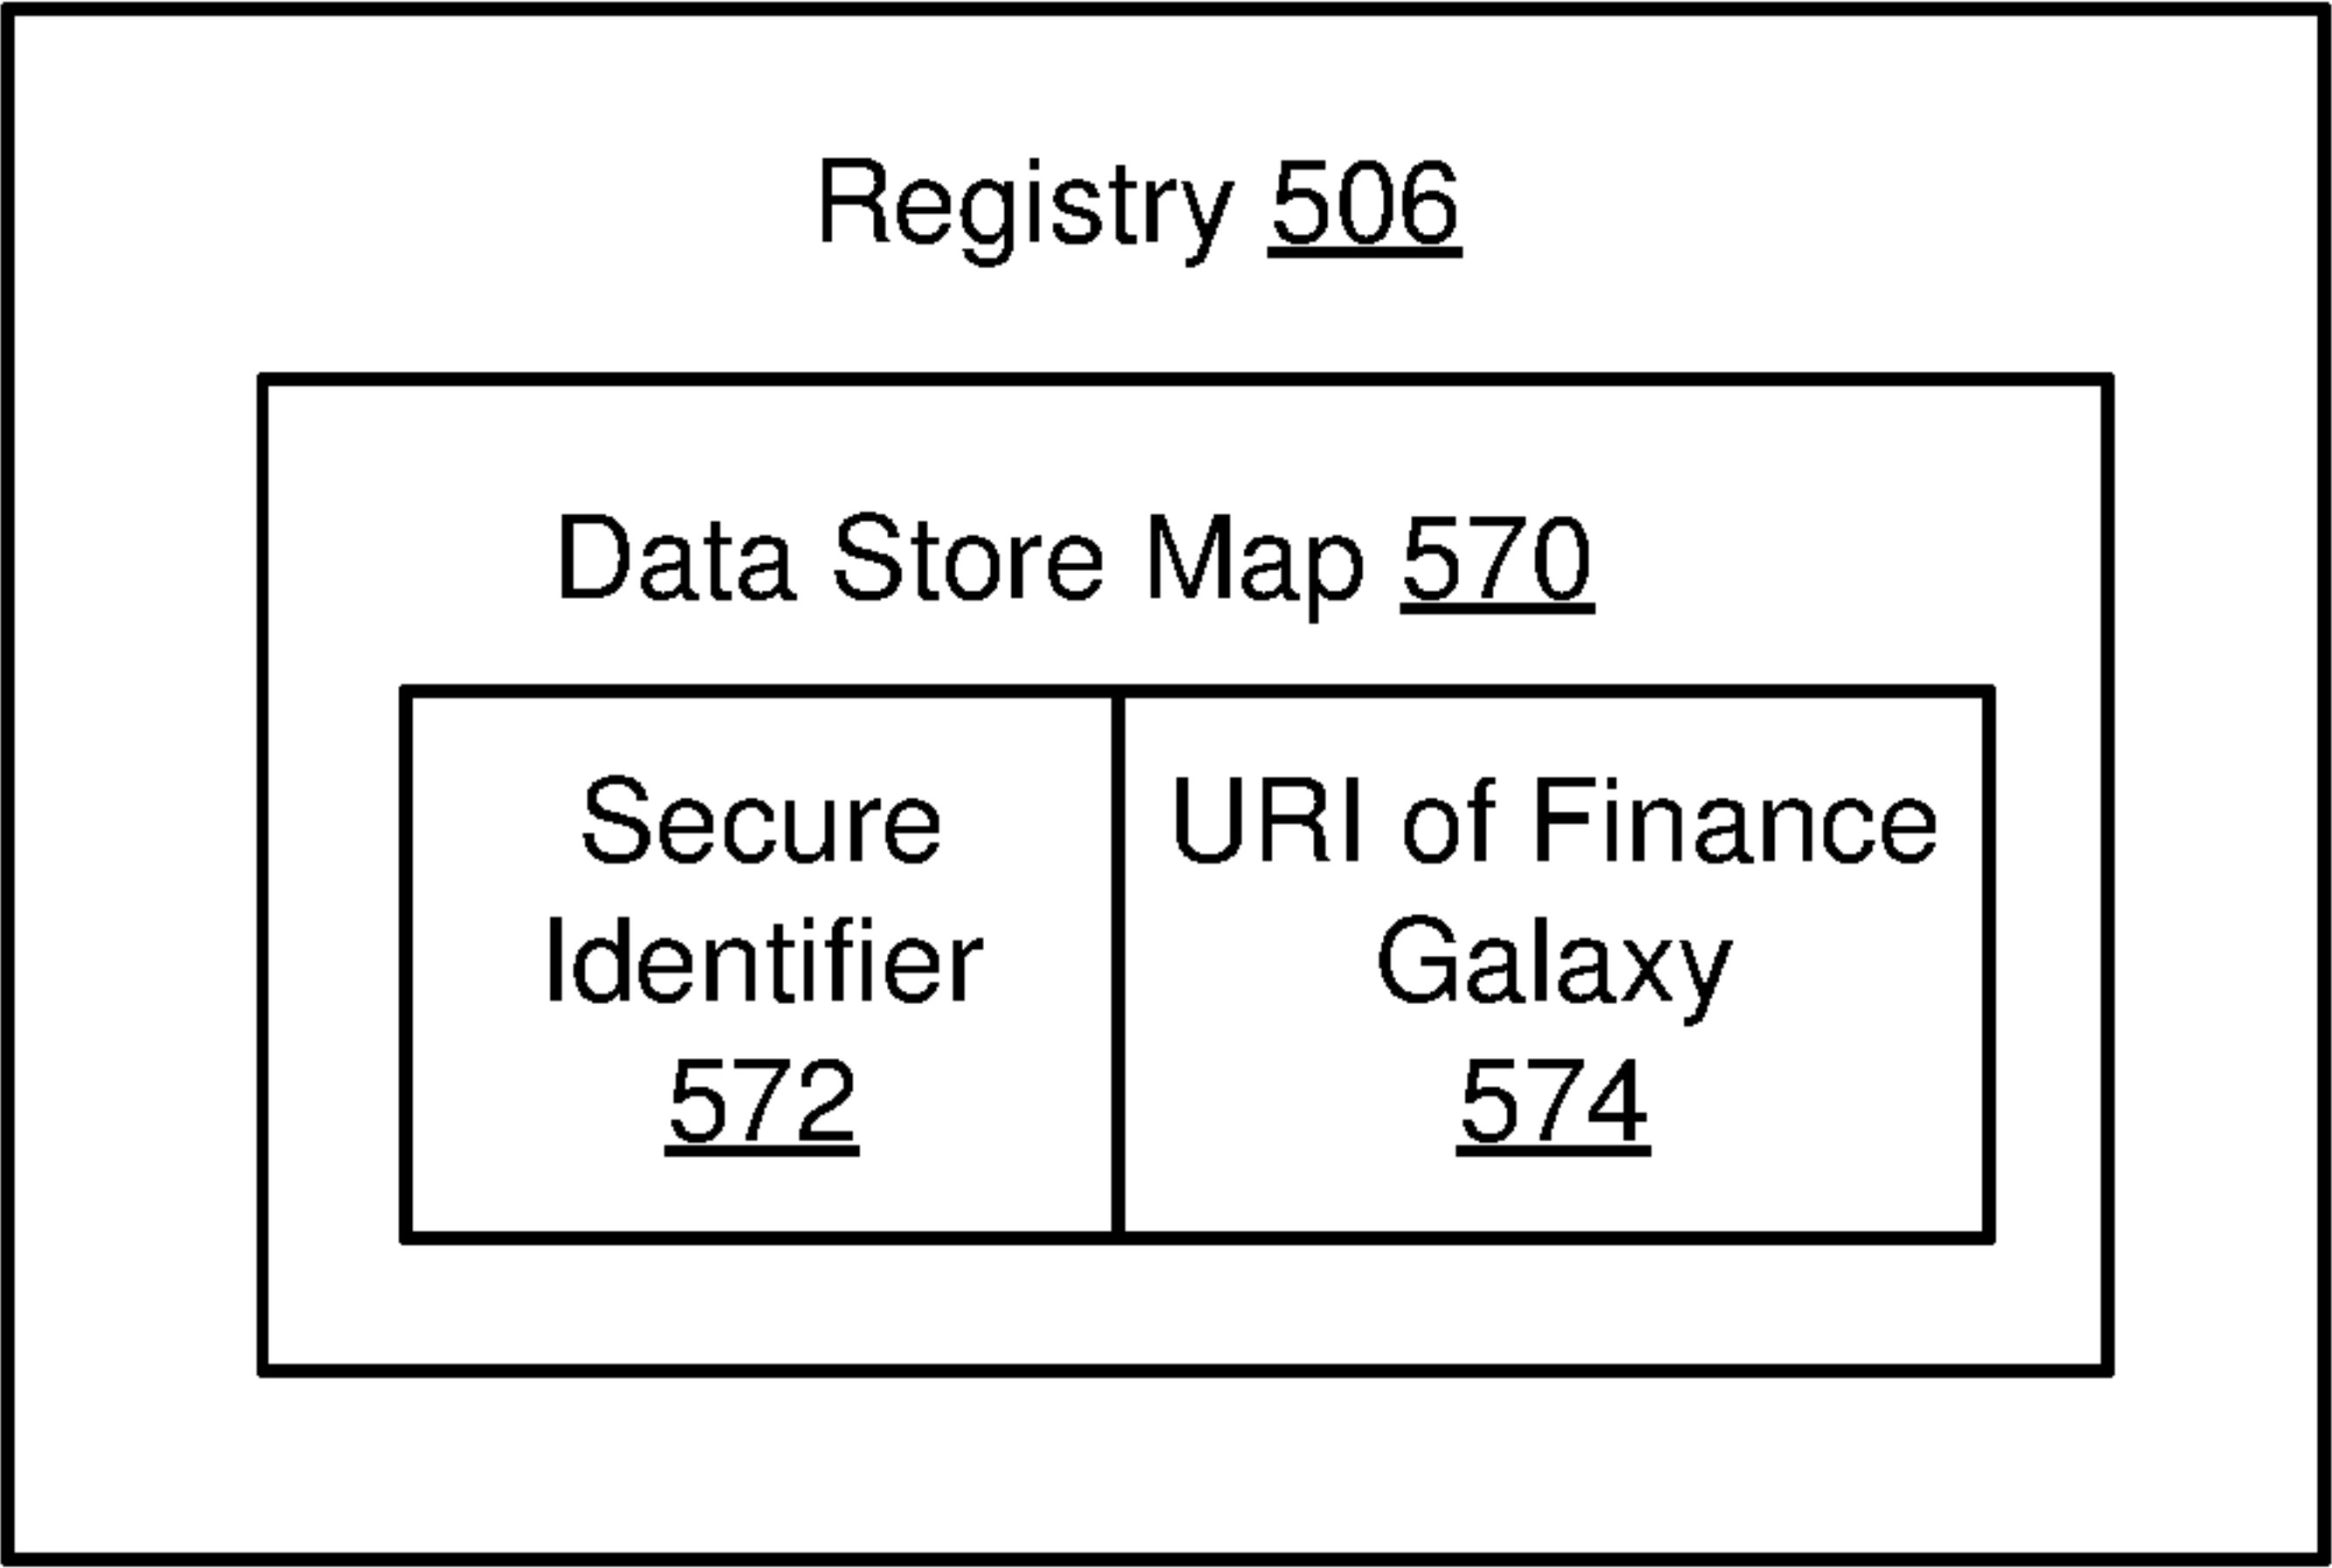 Registry 506
Data Store Map 570
Secure
Identifier
572
URI of Finance
Galaxy
574